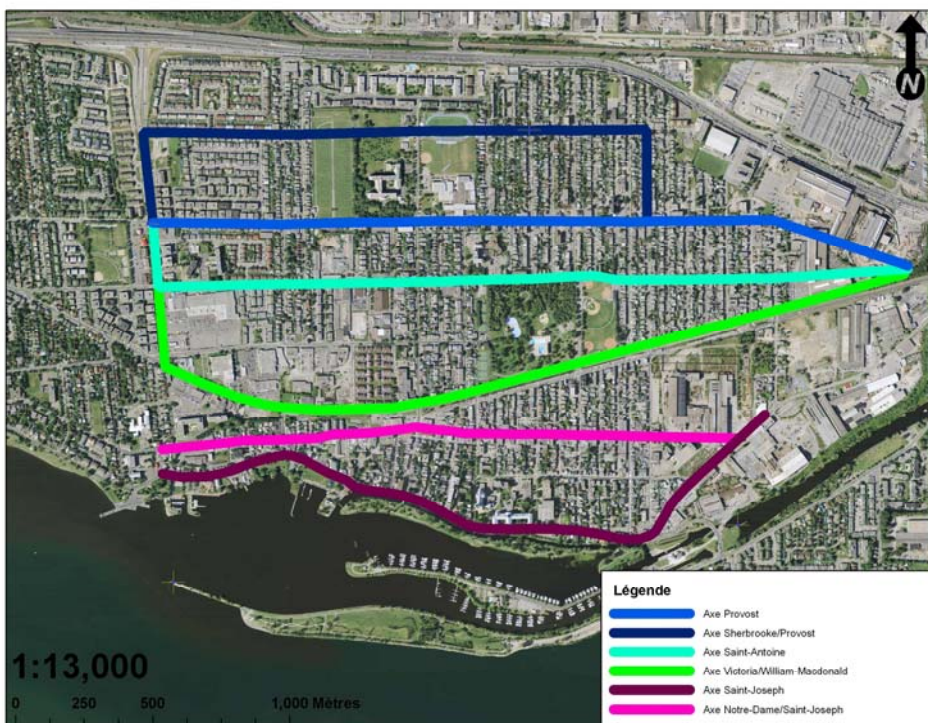 N
Légende
Axe Provost
Axe Sherbrooke/Provost
Axe Saint-Antoine
Axe Victoria/William-Macdonald
Axe Saint-Joseph
Axe Notre-Dame/Saint-Joseph
1:13,000
0 250 500 1,000 Mètres